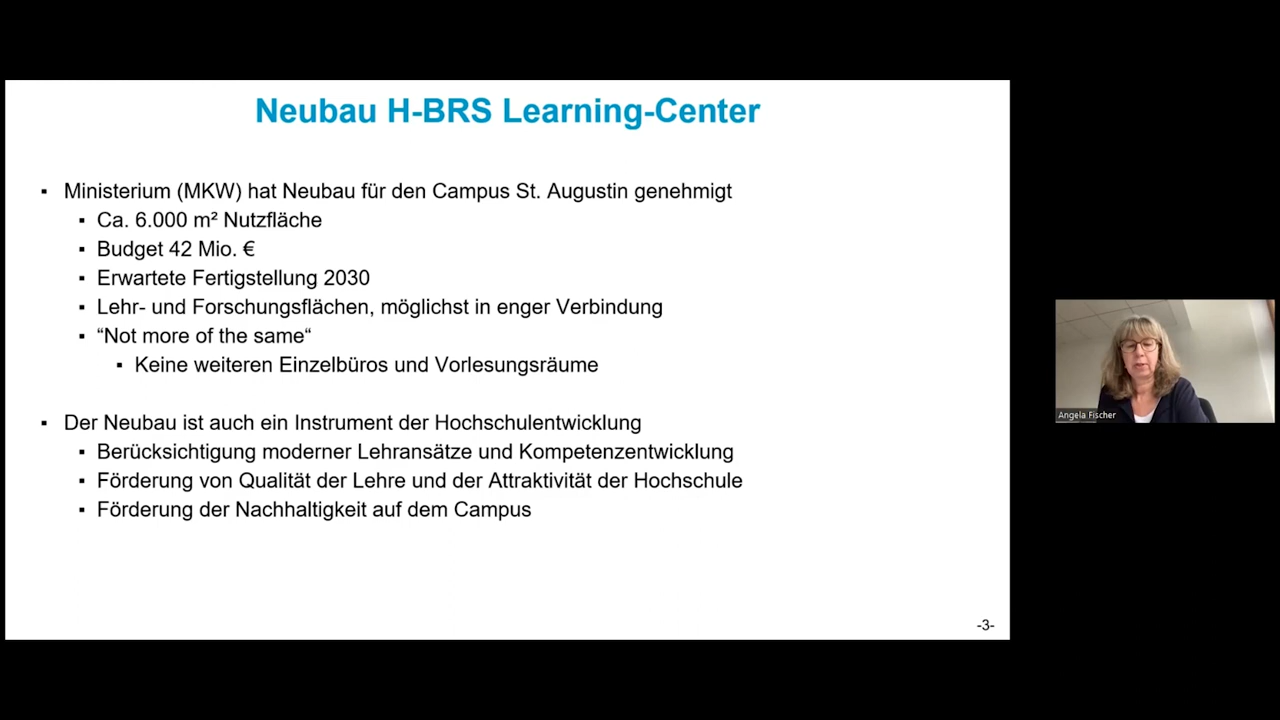 Neubau H-BRS Learning-Center
▪ Ministerium (MKW) hat Neubau für den Campus St. Augustin genehmigt
▪ Ca. 6.000 m² Nutzfläche
▪ Budget 42 Mio. €
▪ Erwartete Fertigstellung 2030
▪ Lehr- und Forschungsflächen, möglichst in enger Verbindung
▪ “Not more of the same“
▪ Keine weiteren Einzelbüros und Vorlesungsräume
▪ Der Neubau ist auch ein Instrument der Hochschulentwicklung
▪ Berücksichtigung moderner Lehransätze und Kompetenzentwicklung
▪ Förderung von Qualität der Lehre und der Attraktivität der Hochschule
▪ Förderung der Nachhaltigkeit auf dem Campus
-3-
Angela Fischer